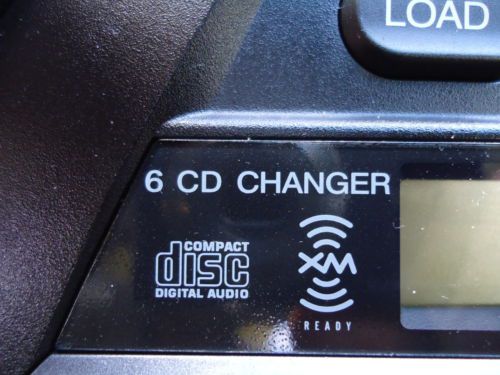 LOAD
6 CD CHANGER
COMPACT
disc
DIGITAL AUDIO
XM
READY